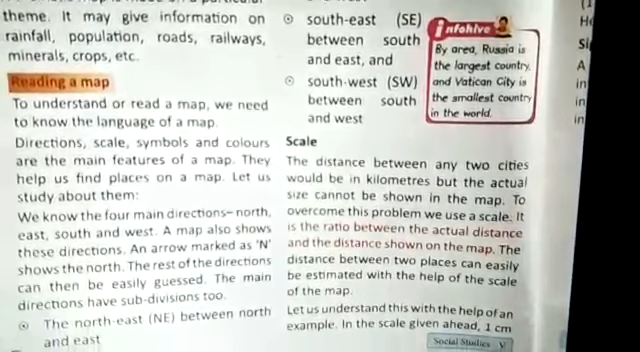 theme. It may give information on
rainfall, population, roads, railways,
minerals, crops, etc.
Reading a map
To understand or read a map, we need
to know the language of a map.
Directions, scale, symbols and colours
are the main features of a map. They
help us find places on a map. Let us
study about them:
We know the four main directions– north,
east, south and west. A map also shows
these directions. An arrow marked as 'N'
shows the north. The rest of the directions
can then be easily guessed. The main
directions have sub-divisions too.
The north-east (NE) between north
and east
south-east (SE)
between south
and east, and
south-west (SW)
between south
and west
infohive
By area, Russia is
the largest country,
and Vatican City is
the smallest country
in the world.
Scale
The distance between any two cities
would be in kilometres but the actual
size cannot be shown in the map. To
overcome this problem we use a scale. It
is the ratio between the actual distance
and the distance shown on the map. The
distance between two places can easily
be estimated with the help of the scale
of the map.
Let us understand this with the help of an
example. In the scale given ahead, 1 cm
Social Studies V
A
in
in
in